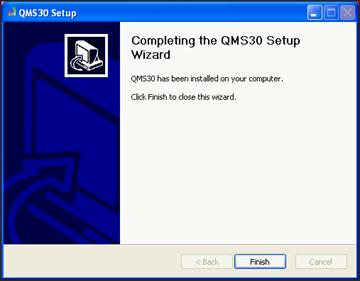 QMS30 Setup
Completing the QMS30 Setup
Wizard
QMS30 has been installed on your computer.
Click Finish to close this wizard.
< Back
Finish
Cancel